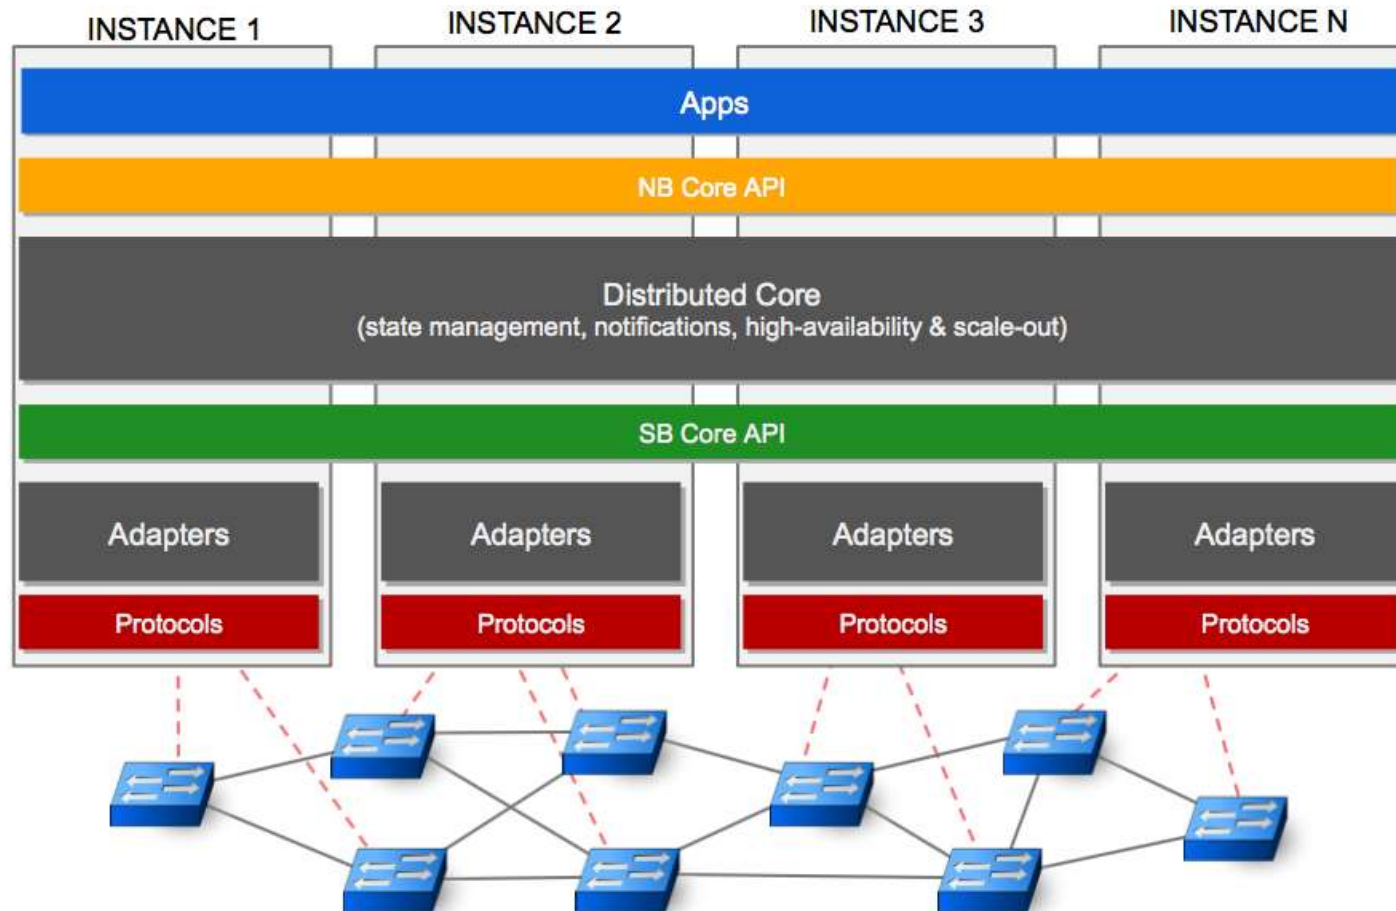 INSTANCE 1
INSTANCE 2
INSTANCE 3
INSTANCE N
Apps
NB Core API
Distributed Core
(state management, notifications, high-availability & scale-out)
SB Core API
Adapters
Adapters
Adapters
Adapters
Protocols
Protocols
Protocols
Protocols